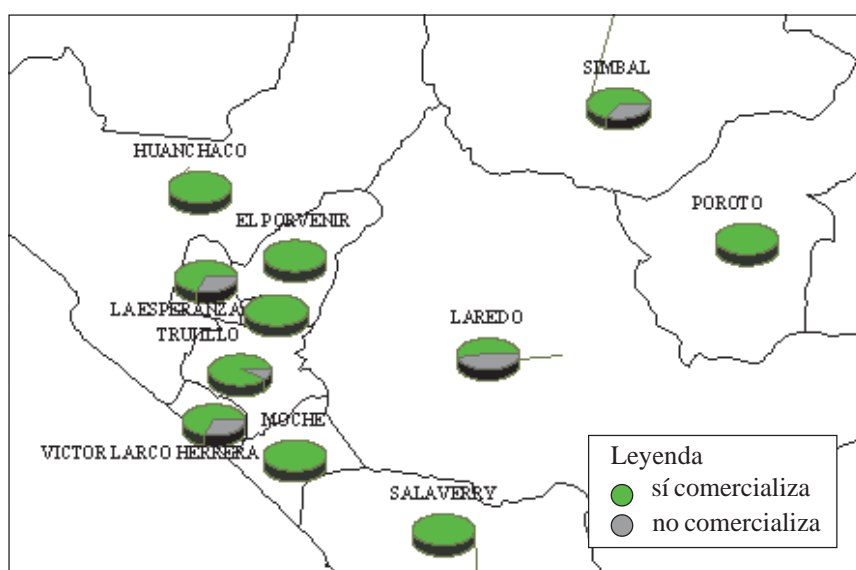 SIMBAL
HUANCHACO
POROTO
EL PORVENIR
LA ESPERANZA
LAREDO
TRUJILLO
MOCHE
VICTOR LARCO HERRERA
SALAVERRY
Leyenda
sí comercializa
no comercializa